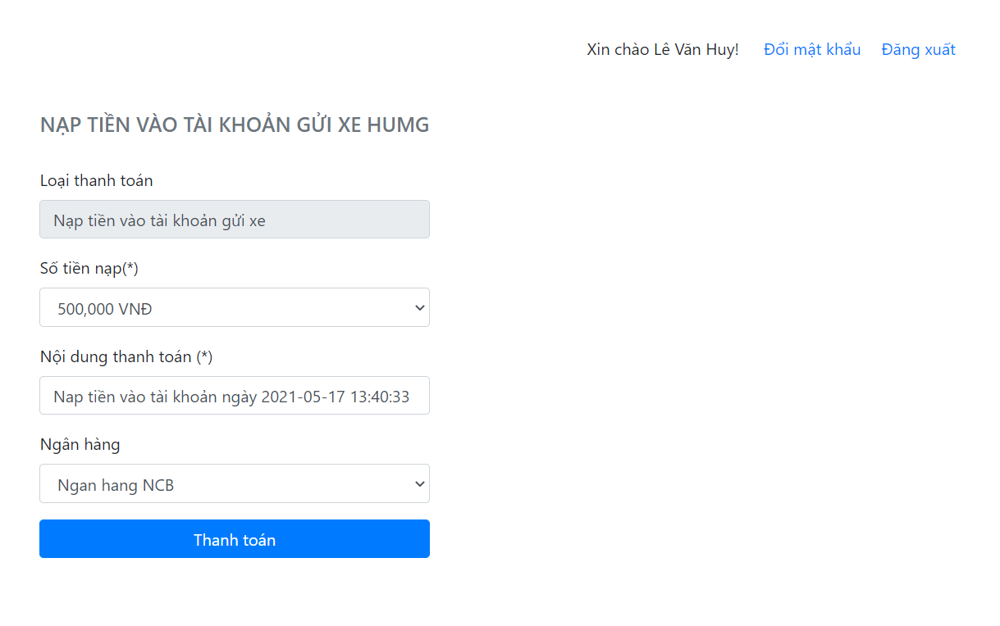 Xin chào Lê Văn Huy! Đổi mật khẩu Đăng xuất
NẠP TIỀN VÀO TÀI KHOẢN GỬI XE HUMG
Loại thanh toán
Nạp tiền vào tài khoản gửi xe
Số tiền nạp(*)
500,000 VNĐ
Nội dung thanh toán (*)
Nap tiền vào tài khoản ngày 2021-05-17 13:40:33
Ngân hàng
Ngan hang NCB
Thanh toán